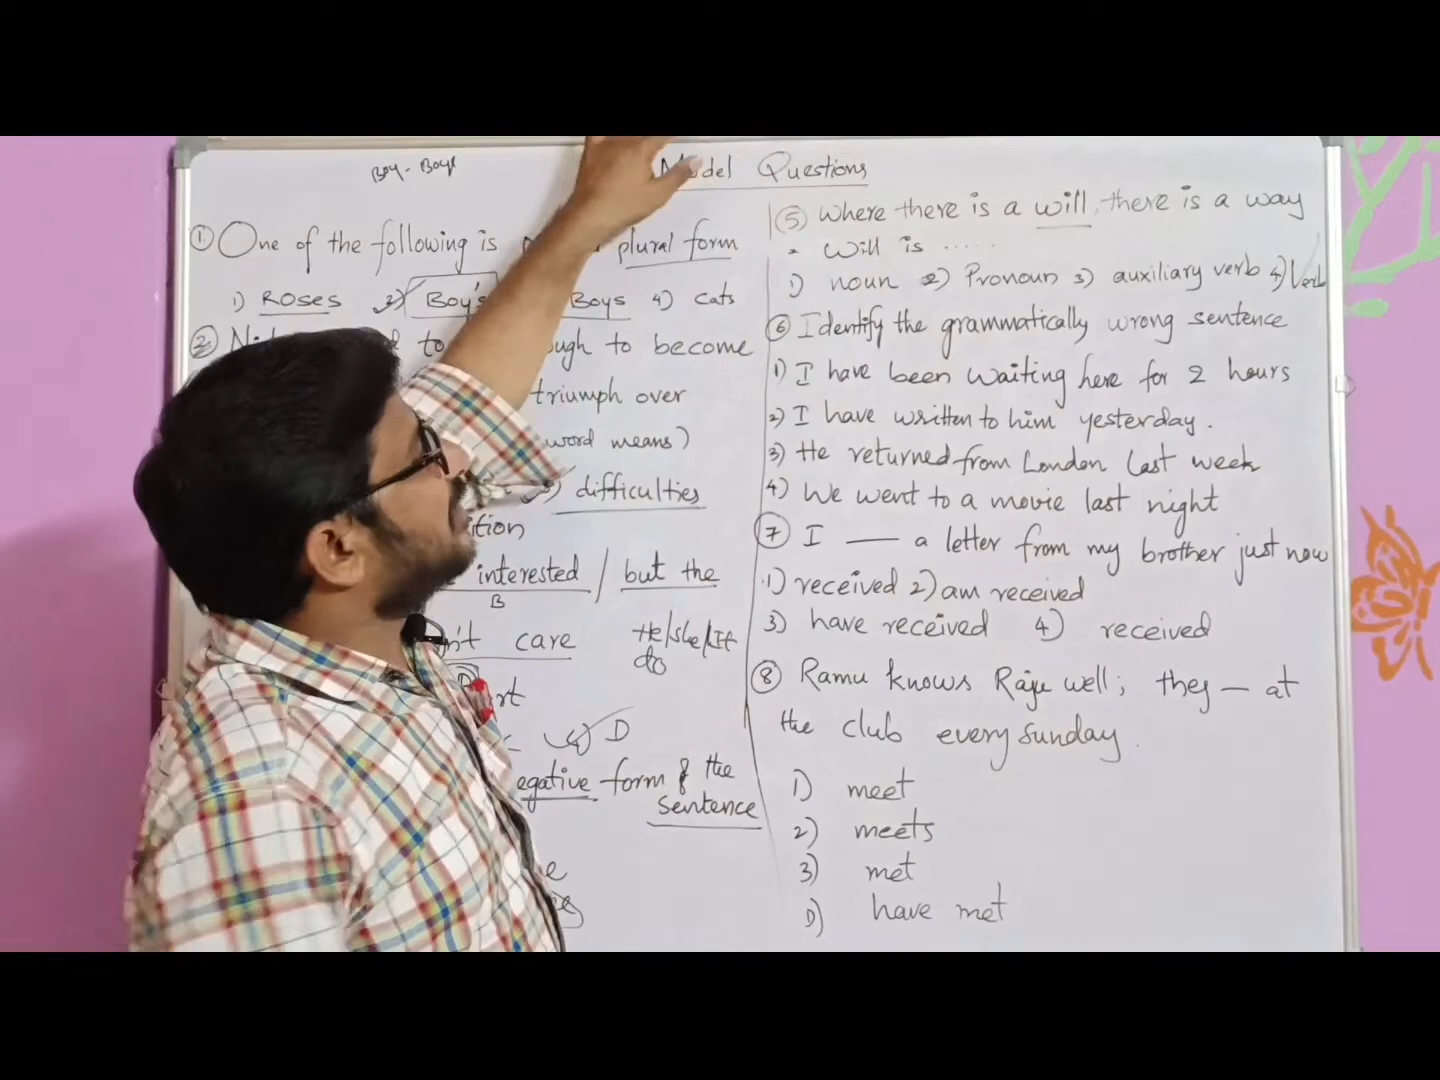 Boy - Boys
Model Questions
① One of the following is plural form
1) Roses 2) Boy's Boys 4) cats
② to ough to become
triumph over
word means)
difficulties
ition
interested / but the
B
n't care He/she/It
do
D rt
4) D
egative form of the
Sentence
e
⑤ Where there is a will, there is a way
Will is .....
1) noun 2) Pronoun 3) auxiliary verb 4) Verb
⑥ Identify the grammatically wrong sentence
1) I have been waiting here for 2 hours
2) I have written to him yesterday.
3) He returned from London last week
4) We went to a movie last night
⑦ I — a letter from my brother just now
1) received 2) am received
3) have received 4) received
⑧ Ramu knows Raju well; they — at
the club every sunday.
1) meet
2) meets
3) met
D) have met